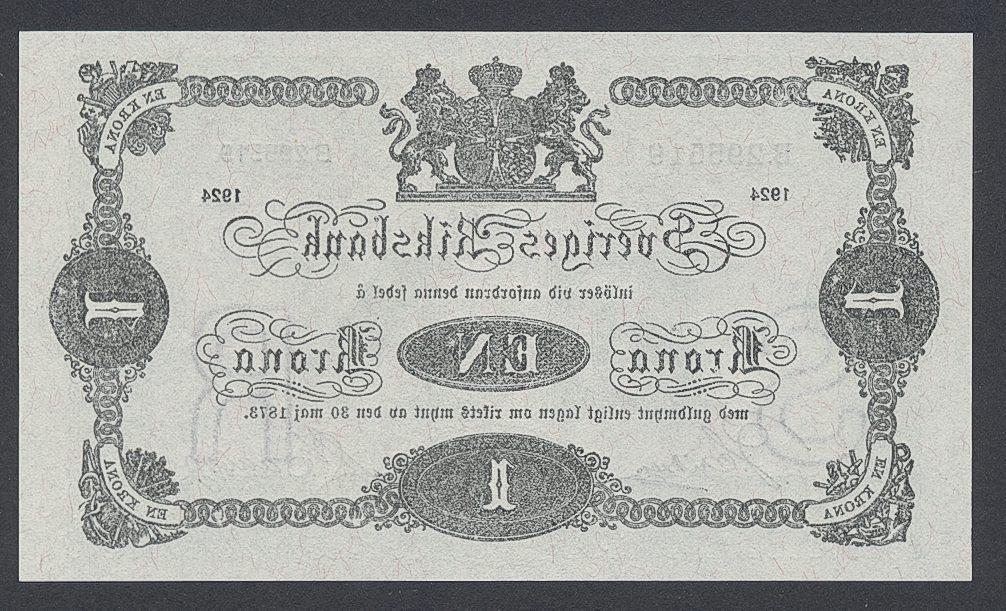 EN KRONA
EN KRONA
1924
1924
Sveriges Riksbank
inlöser vid anfordran denna sedel å
1
1
Krona EN Krona
med guldmynt enligt lagen om rikets mynt av den 30 maj 1873.
1
EN KRONA
EN KRONA